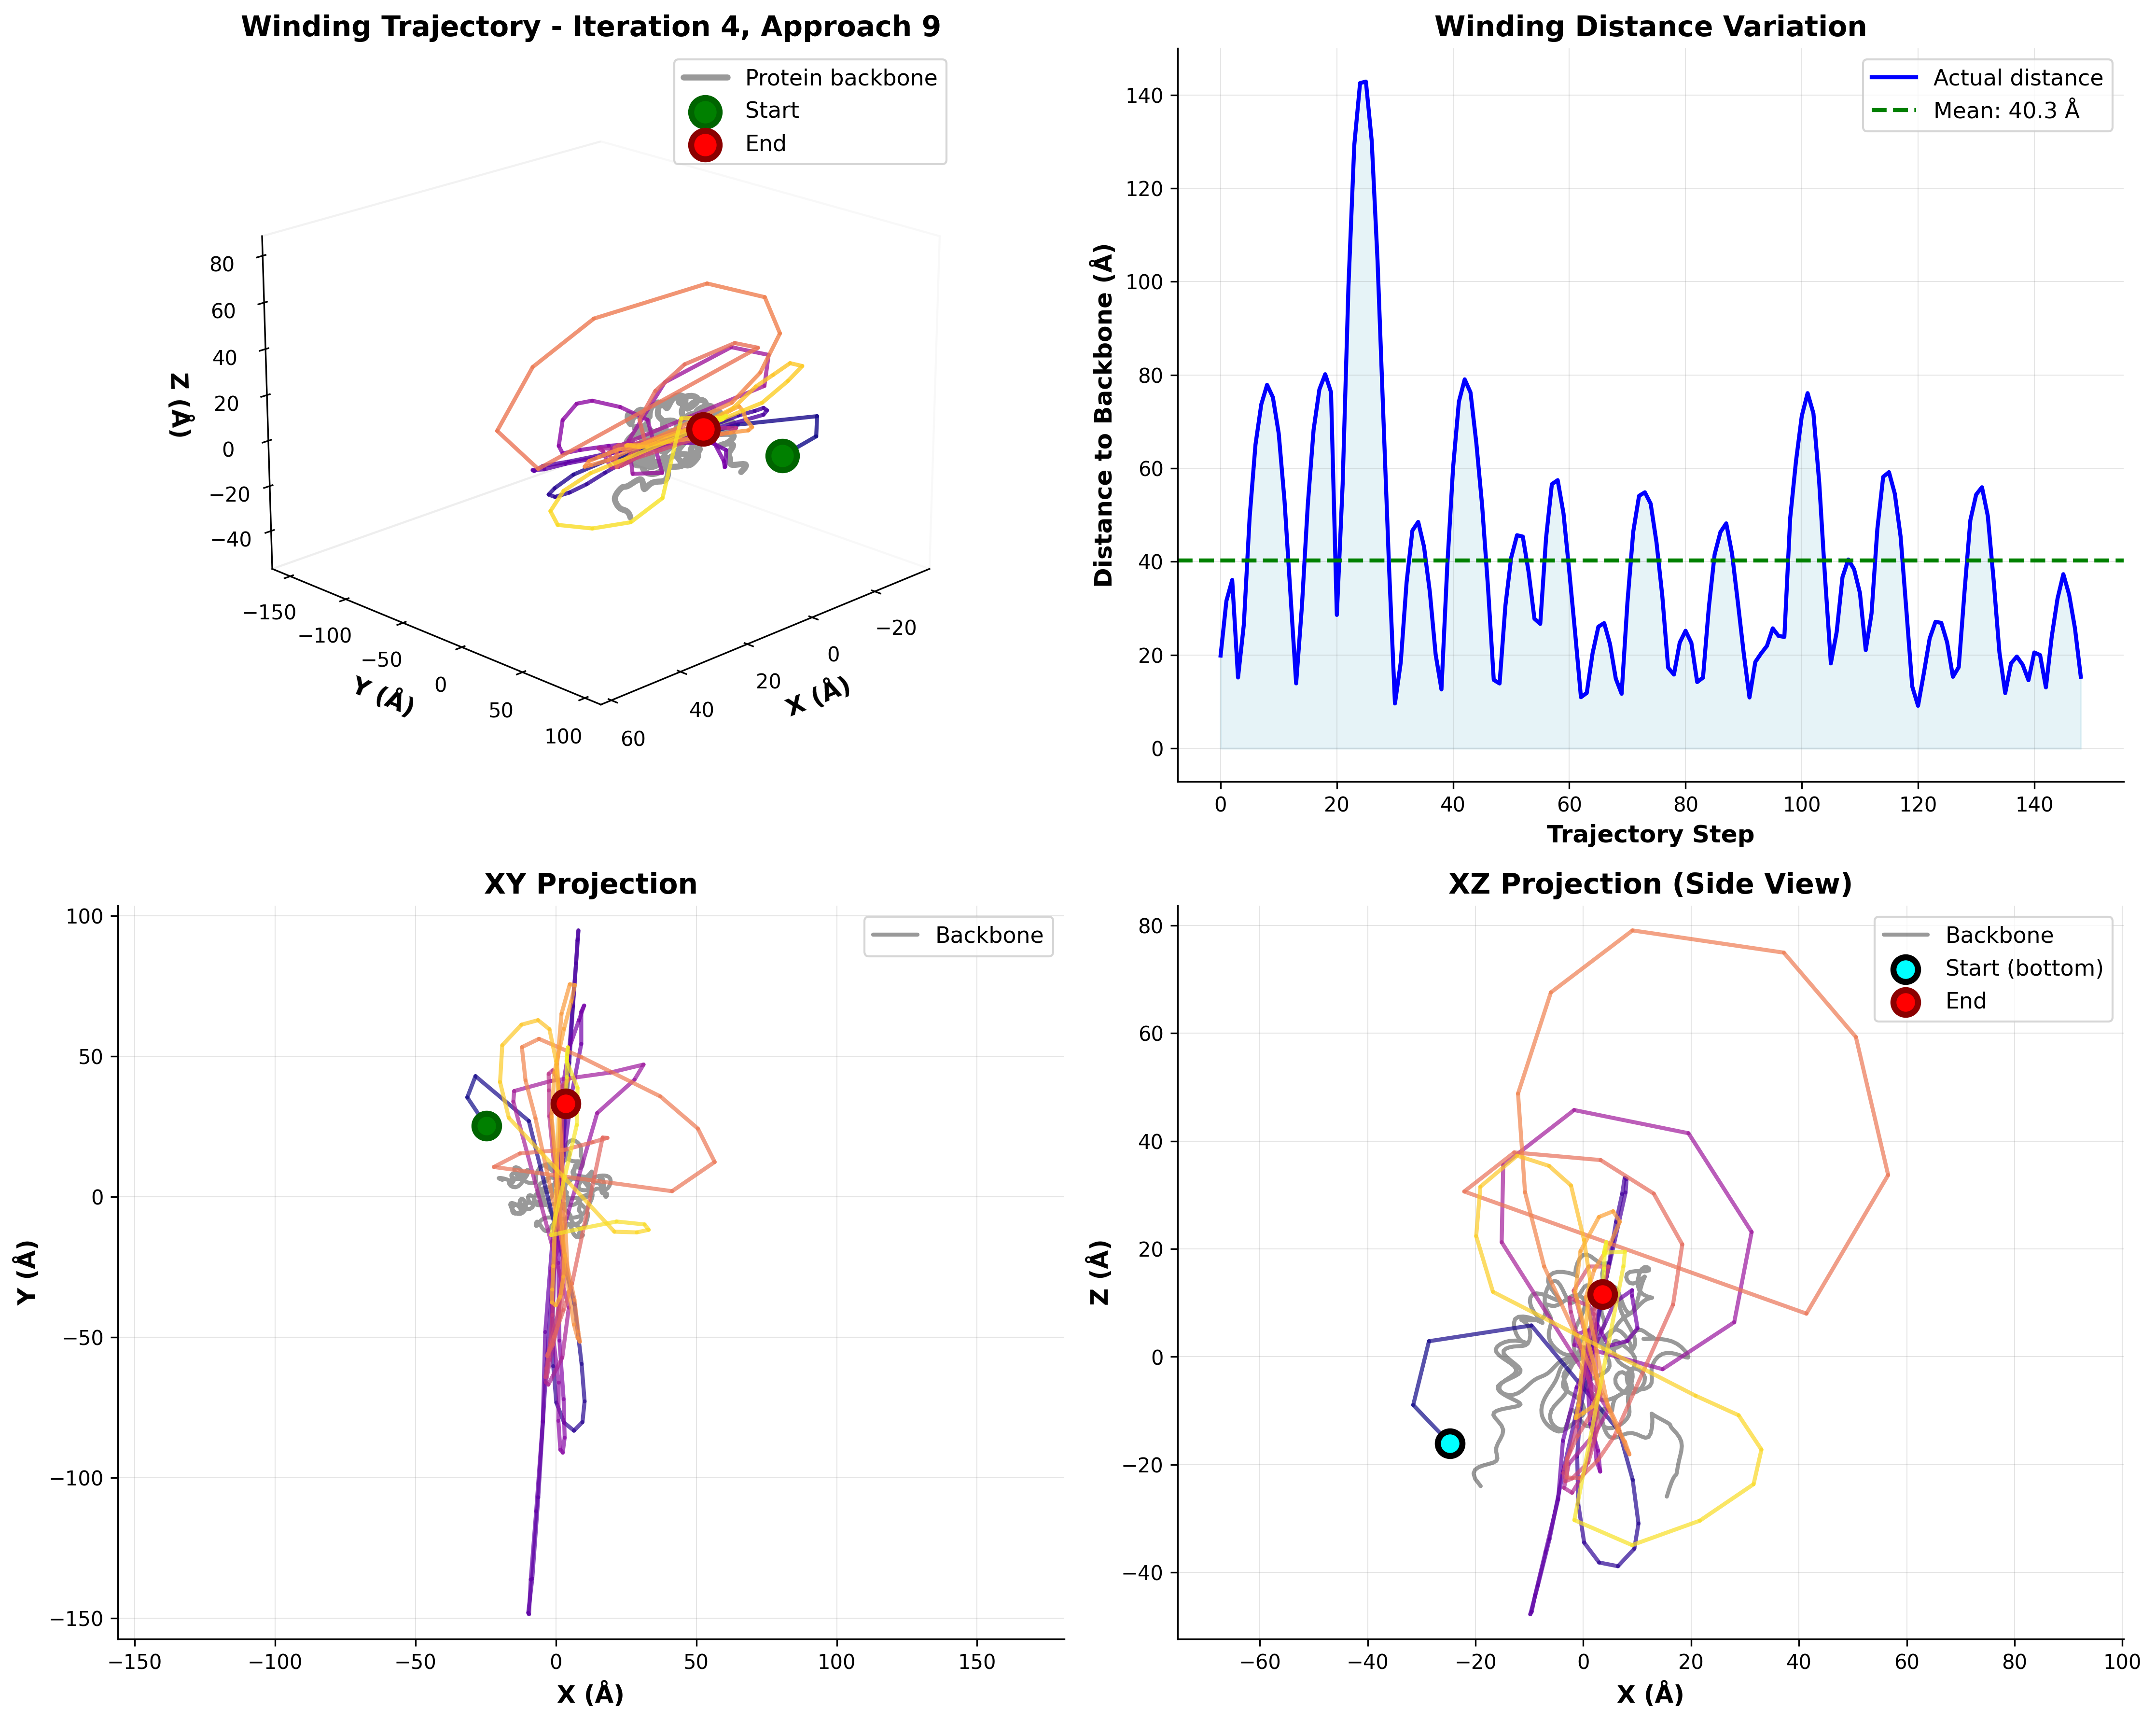 Winding Trajectory - Iteration 4, Approach 9
Protein backbone
Start
End
80
60
40
20
0
−20
−40
Z (Å)
−150
−100
−50
0
50
100
Y (Å)
−20
0
20
40
60
X (Å)
Winding Distance Variation
Actual distance
Mean: 40.3 Å
140
120
100
80
60
40
20
0
Distance to Backbone (Å)
0 20 40 60 80 100 120 140
Trajectory Step
XY Projection
Backbone
100
50
0
−50
−100
−150
Y (Å)
−150 −100 −50 0 50 100 150
X (Å)
XZ Projection (Side View)
Backbone
Start (bottom)
End
80
60
40
20
0
−20
−40
Z (Å)
−60 −40 −20 0 20 40 60 80 100
X (Å)